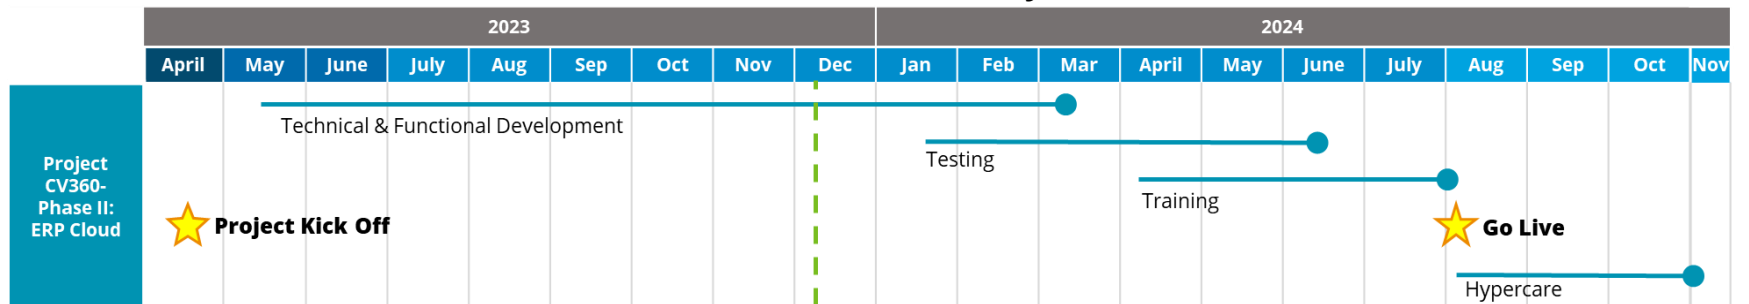 2023 2024
April May June July Aug Sep Oct Nov Dec Jan Feb Mar April May June July Aug Sep Oct Nov
Project
CV360-
Phase II:
ERP Cloud
Technical & Functional Development
Testing
Training
Project Kick Off
Go Live
Hypercare